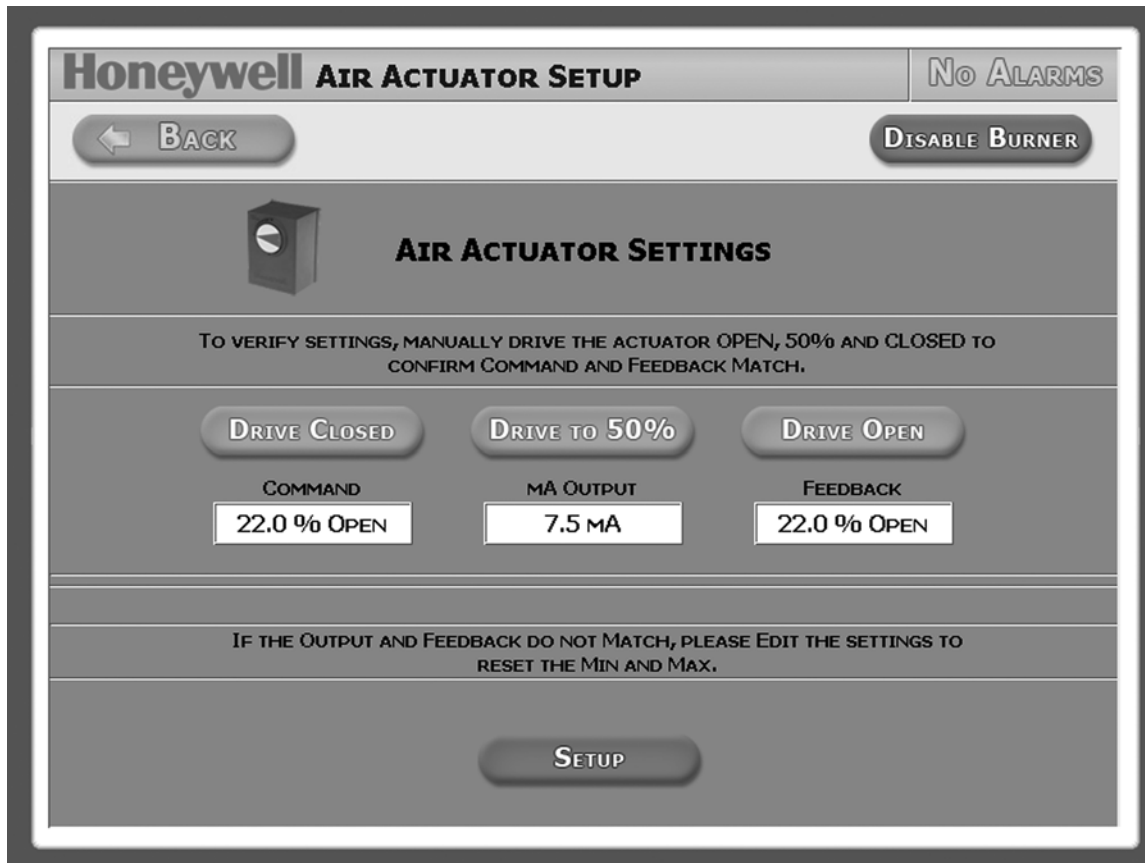 Honeywell AIR ACTUATOR SETUP
NO ALARMS
BACK
DISABLE BURNER
AIR ACTUATOR SETTINGS
TO VERIFY SETTINGS, MANUALLY DRIVE THE ACTUATOR OPEN, 50% AND CLOSED TO
CONFIRM COMMAND AND FEEDBACK MATCH.
DRIVE CLOSED
DRIVE TO 50%
DRIVE OPEN
COMMAND
MA OUTPUT
FEEDBACK
22.0 % OPEN
7.5 MA
22.0 % OPEN
IF THE OUTPUT AND FEEDBACK DO NOT MATCH, PLEASE EDIT THE SETTINGS TO
RESET THE MIN AND MAX.
SETUP